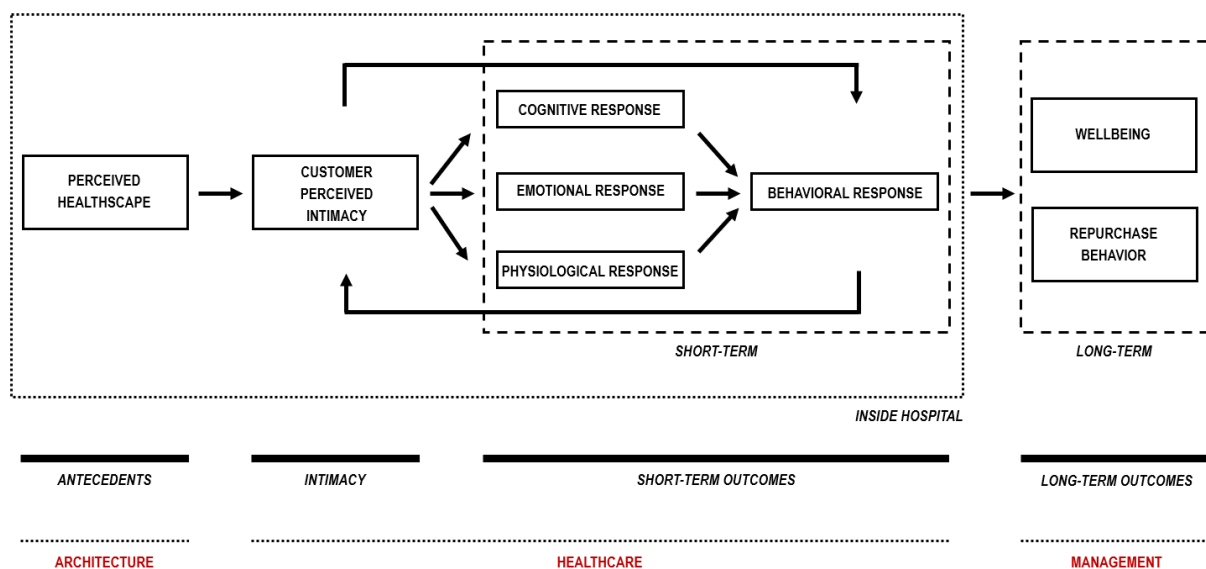 COGNITIVE RESPONSE
WELLBEING
PERCEIVED
HEALTHSCAPE
CUSTOMER
PERCEIVED
INTIMACY
EMOTIONAL RESPONSE
BEHAVIORAL RESPONSE
REPURCHASE
BEHAVIOR
PHYSIOLOGICAL RESPONSE
SHORT-TERM
LONG-TERM
INSIDE HOSPITAL
ANTECEDENTS
INTIMACY
SHORT-TERM OUTCOMES
LONG-TERM OUTCOMES
ARCHITECTURE
HEALTHCARE
MANAGEMENT